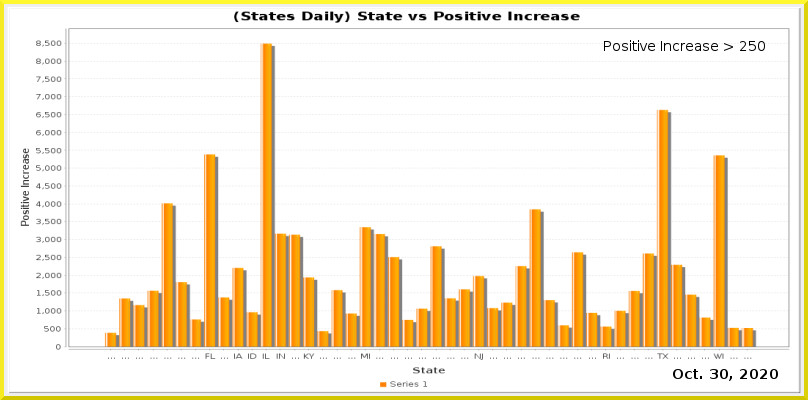 (States Daily) State vs Positive Increase
Positive Increase > 250
8,500
8,000
7,500
7,000
6,500
6,000
5,500
5,000
4,500
4,000
3,500
3,000
2,500
2,000
1,500
1,000
500
0
Positive Increase
... ... ... ... ... ... ... FL ... IA ID IL IN ... KY ... ... ... MI ... ... ... ... ... ... ... NJ ... ... ... ... ... ... ... ... RI ... ... ... TX ... ... ... WI ... ...
State
Oct. 30, 2020
Series 1